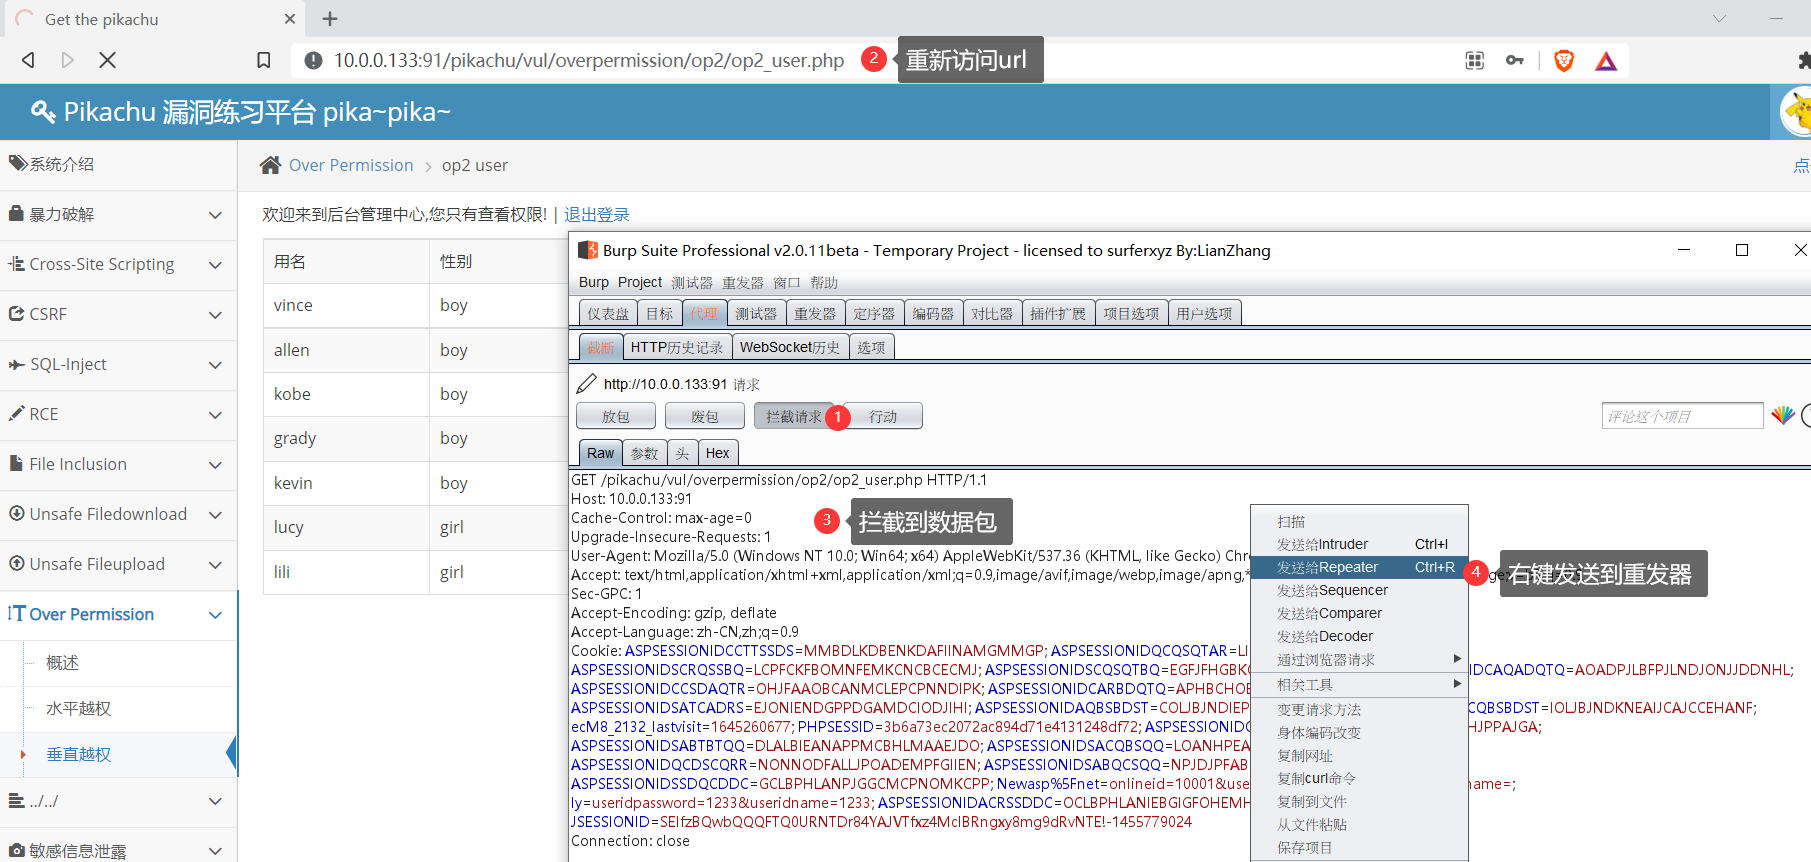 Get the pikachu
10.0.0.133:91/pikachu/vul/overpermission/op2/op2_user.php
2 重新访问url
Pikachu 漏洞练习平台 pika~pika~
系统介绍
暴力破解
Cross-Site Scripting
CSRF
SQL-Inject
RCE
File Inclusion
Unsafe Filedownload
Unsafe Fileupload
Over Permission
概述
水平越权
垂直越权
../../
敏感信息泄露
Over Permission > op2 user
点
欢迎来到后台管理中心,您只有查看权限! | 退出登录
用名 性别
vince boy
allen boy
kobe boy
grady boy
kevin boy
lucy girl
lili girl
Burp Suite Professional v2.0.11beta - Temporary Project - licensed to surferxyz By:LianZhang
Burp Project 测试器 重发器 窗口 帮助
仪表盘 目标 代理 测试器 重发器 定序器 编码器 对比器 插件扩展 项目选项 用户选项
截断 HTTP历史记录 WebSocket历史 选项
http://10.0.0.133:91 请求
放包 废包 拦截请求 1 行动
评论这个项目
Raw 参数 头 Hex
GET /pikachu/vul/overpermission/op2/op2_user.php HTTP/1.1
Host: 10.0.0.133:91
Cache-Control: max-age=0
Upgrade-Insecure-Requests: 1
User-Agent: Mozilla/5.0 (Windows NT 10.0; Win64; x64) AppleWebKit/537.36 (KHTML, like Gecko) Chr
Accept: text/html,application/xhtml+xml,application/xml;q=0.9,image/avif,image/webp,image/apng,*
Sec-GPC: 1
Accept-Encoding: gzip, deflate
Accept-Language: zh-CN,zh;q=0.9
Cookie: ASPSESSIONIDCCTTSSDS=MMBDLKDBENKDAFIINAMGMMGP; ASPSESSIONIDQCQSQTAR=LI
ASPSESSIONIDSCRQSSBQ=LCPFCKFBOMNFEMKCNCBCECMJ; ASPSESSIONIDSCQSQTBQ=EGFJFHGBK IDCAQADQTQ=AOADPJLBFPJLNDJONJJDDNHL;
ASPSESSIONIDCCSDAQTR=OHJFAAOBCANMCLEPCPNNDIPK; ASPSESSIONIDCARBDQTQ=APHBCHOE
ASPSESSIONIDSATCADRS=EJONIENDGPPDGAMDCIODJIHI; ASPSESSIONIDAQBSBDST=COLJBJNDIEP CQBSBDST=IOLJBJNDKNEAIJCAJCCEHANF;
ecM8_2132_lastvisit=1645260677; PHPSESSID=3b6a73ec2072ac894d71e4131248df72; ASPSESSIONID HJPPAJGA;
ASPSESSIONIDSABTBTQQ=DLALBIEANAPPMCBHLMAAEJDO; ASPSESSIONIDSACQBSQQ=LOANHPEA
ASPSESSIONIDQCDSCQRR=NONNODFALLJPOADEMPFGIIEN; ASPSESSIONIDSABQCSQQ=NPJDJPFAB
ASPSESSIONIDSSDQCDDC=GCLBPHLANPJGGCMCPNOMKCPP; Newasp%5Fnet=onlineid=10001&use name=;
ly=useridpassword=1233&useridname=1233; ASPSESSIONIDACRSSDDC=OCLBPHLANIEBGIGFOHEMH
JSESSIONID=SEIfzBQwbQQQFTQ0URNTDr84YAJVTfxz4McIBRngxy8mg9dRvNTE!-1455779024
Connection: close
3 拦截到数据包
扫描
发送给Intruder Ctrl+I
发送给Repeater Ctrl+R
发送给Sequencer
发送给Comparer
发送给Decoder
通过浏览器请求
相关工具
变更请求方法
身体编码改变
复制网址
复制curl命令
复制到文件
从文件粘贴
保存项目
4 右键发送到重发器